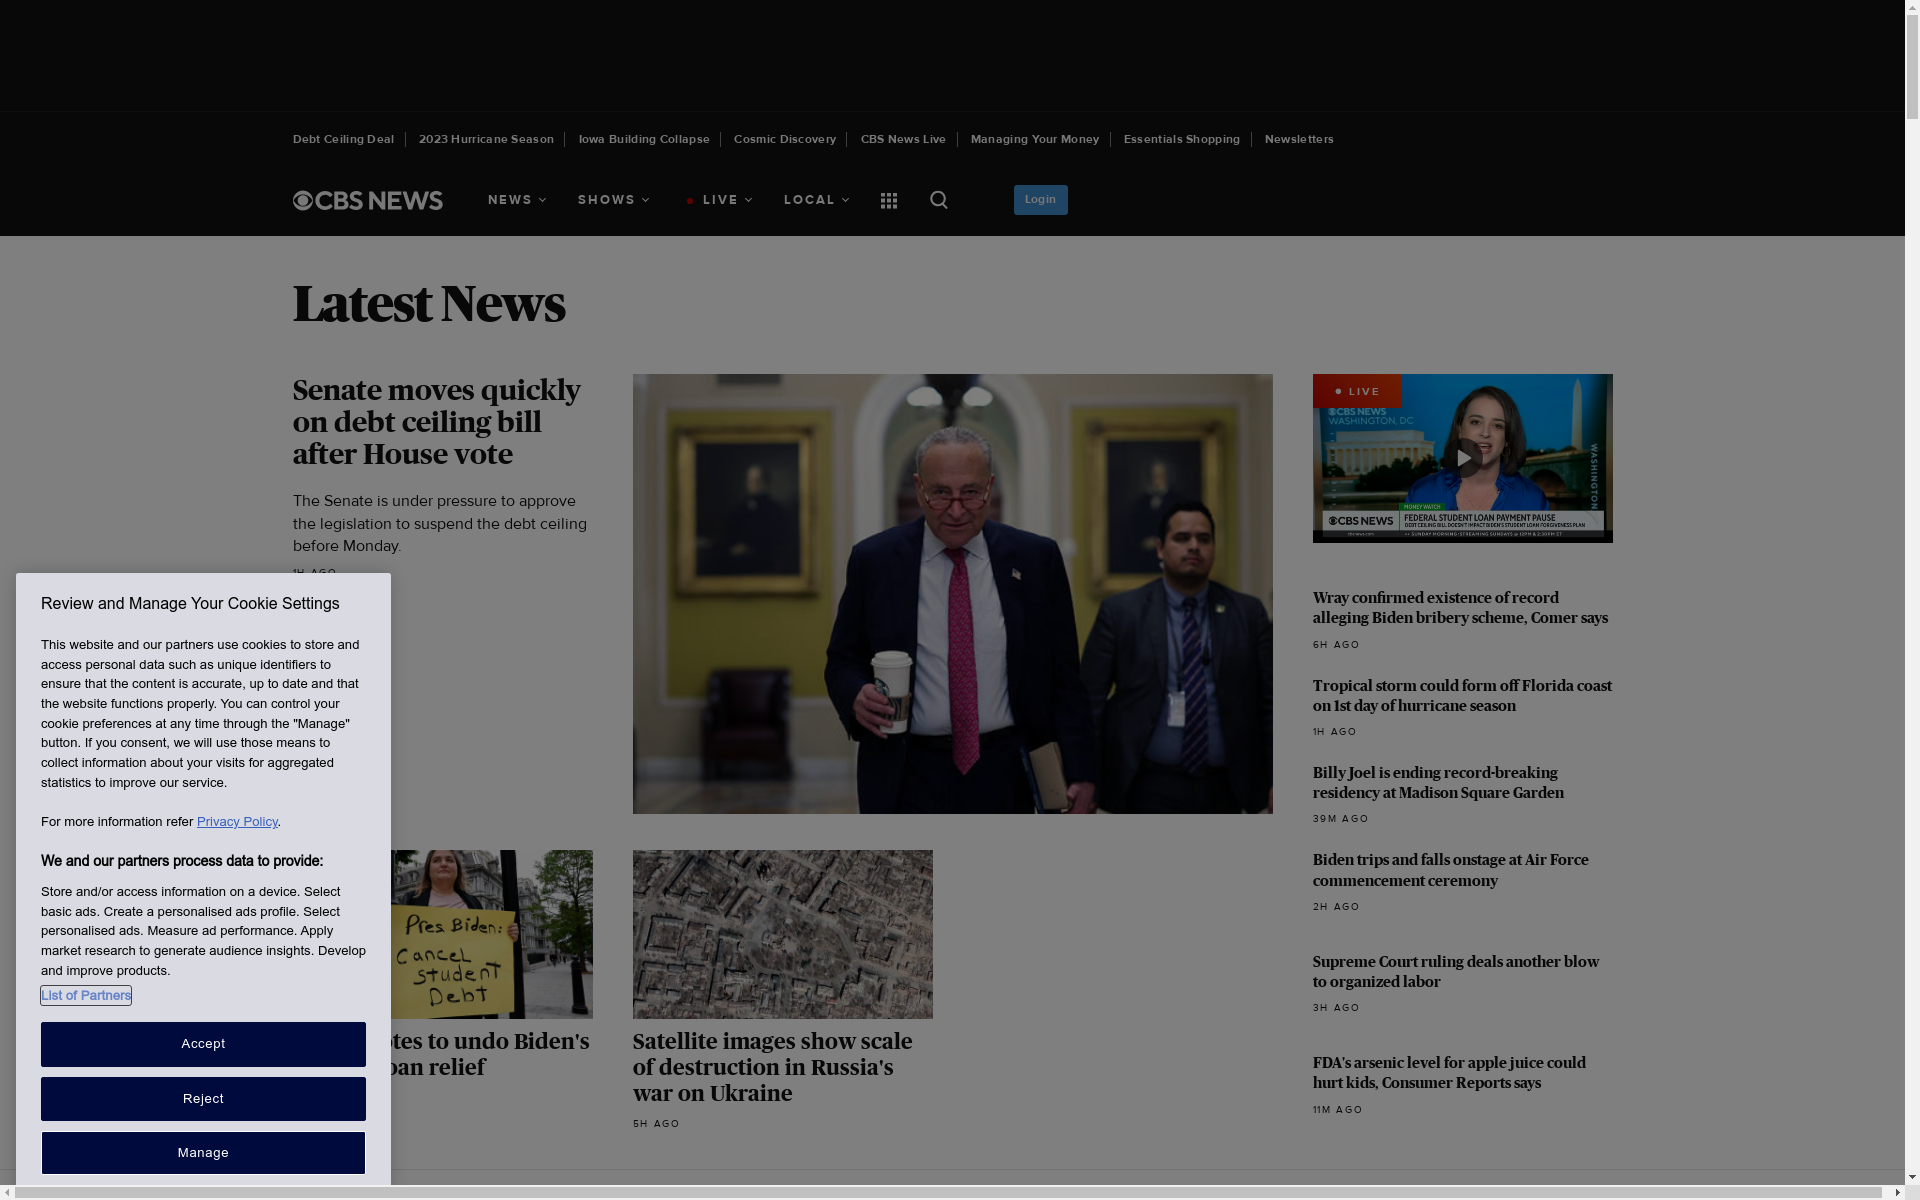 Debt Ceiling Deal
2023 Hurricane Season
Iowa Building Collapse
Cosmic Discovery
CBS News Live
Managing Your Money
Essentials Shopping
Newsletters
CBS NEWS
NEWS
SHOWS
LIVE
LOCAL
Login
Latest News
Senate moves quickly
on debt ceiling bill
after House vote
The Senate is under pressure to approve
the legislation to suspend the debt ceiling
before Monday.
1H AGO
LIVE
CBS NEWS
WASHINGTON, DC
WASHINGTON
MONEY WATCH
CBS NEWS
FEDERAL STUDENT LOAN PAYMENT PAUSE
DEBT CEILING BILL DOESN'T IMPACT BIDEN'S STUDENT LOAN FORGIVENESS PLAN
Wray confirmed existence of record
alleging Biden bribery scheme, Comer says
6H AGO
Tropical storm could form off Florida coast
on 1st day of hurricane season
1H AGO
Billy Joel is ending record-breaking
residency at Madison Square Garden
39M AGO
Biden trips and falls onstage at Air Force
commencement ceremony
2H AGO
Supreme Court ruling deals another blow
to organized labor
3H AGO
FDA's arsenic level for apple juice could
hurt kids, Consumer Reports says
11M AGO
Pres. Biden:
Cancel
Student
Debt
otes to undo Biden's
oan relief
Satellite images show scale
of destruction in Russia's
war on Ukraine
5H AGO
Review and Manage Your Cookie Settings
This website and our partners use cookies to store and
access personal data such as unique identifiers to
ensure that the content is accurate, up to date and that
the website functions properly. You can control your
cookie preferences at any time through the "Manage"
button. If you consent, we will use those means to
collect information about your visits for aggregated
statistics to improve our service.
For more information refer Privacy Policy.
We and our partners process data to provide:
Store and/or access information on a device. Select
basic ads. Create a personalised ads profile. Select
personalised ads. Measure ad performance. Apply
market research to generate audience insights. Develop
and improve products.
List of Partners
Accept
Reject
Manage